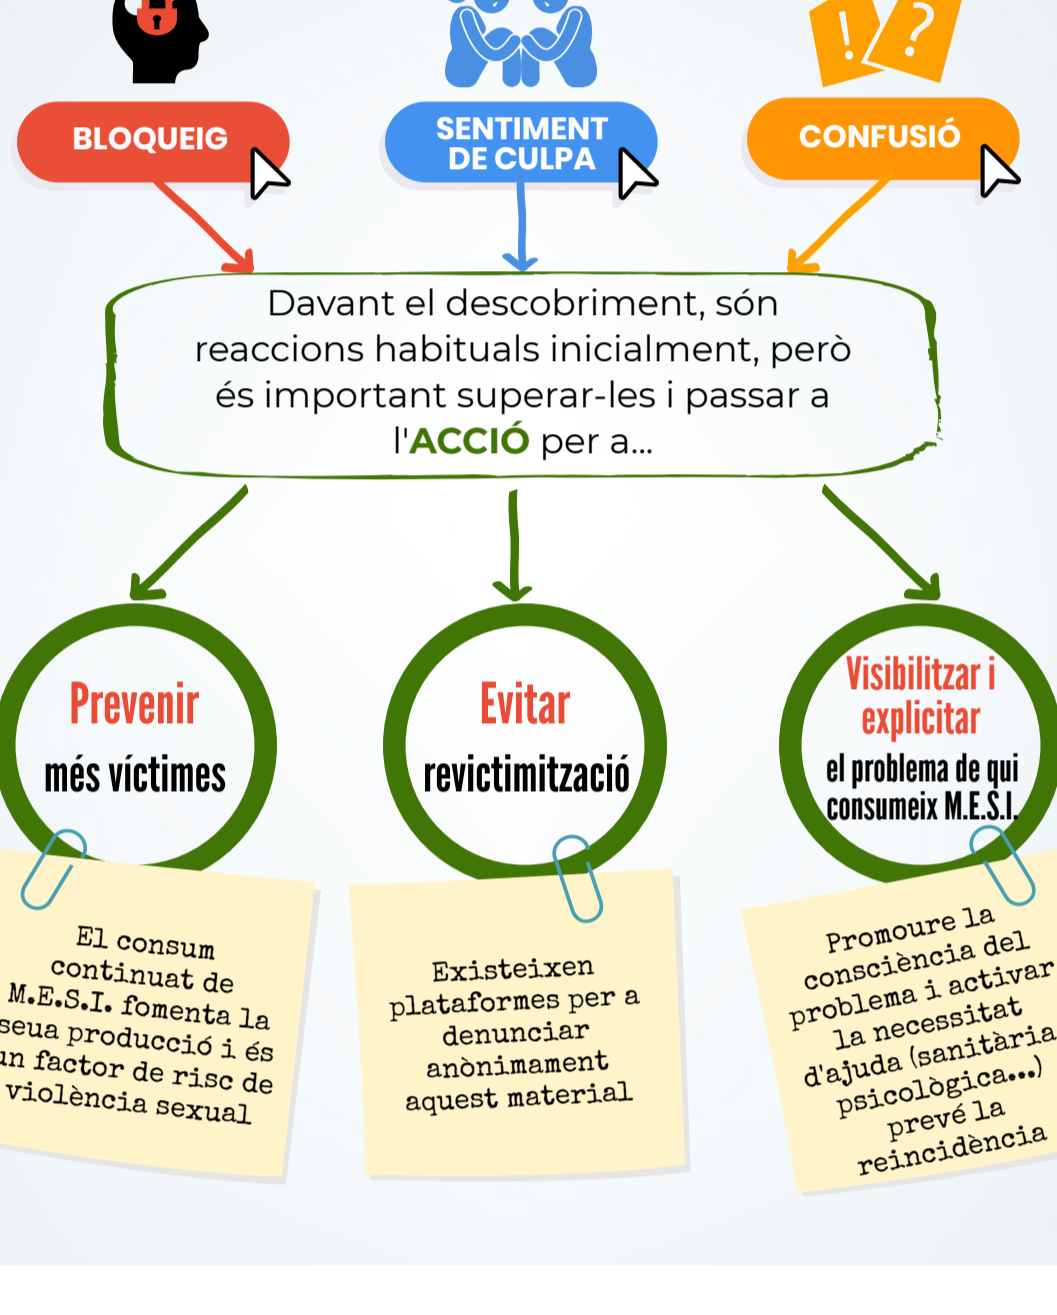 !
?
BLOQUEIG
SENTIMENT
DE CULPA
CONFUSIÓ
Davant el descobriment, són
reaccions habituals inicialment, però
és important superar-les i passar a
l'ACCIÓ per a...
Prevenir
més víctimes
Evitar
revictimització
Visibilitzar i
explicitar
el problema de qui
consumeix M.E.S.I.
El consum
continuat de
M.E.S.I. fomenta la
seua producció i és
un factor de risc de
violència sexual
Existeixen
plataformes per a
denunciar
anònimament
aquest material
Promoure la
consciència del
problema i activar
la necessitat
d'ajuda (sanitària
psicològica...)
prevé la
reincidència